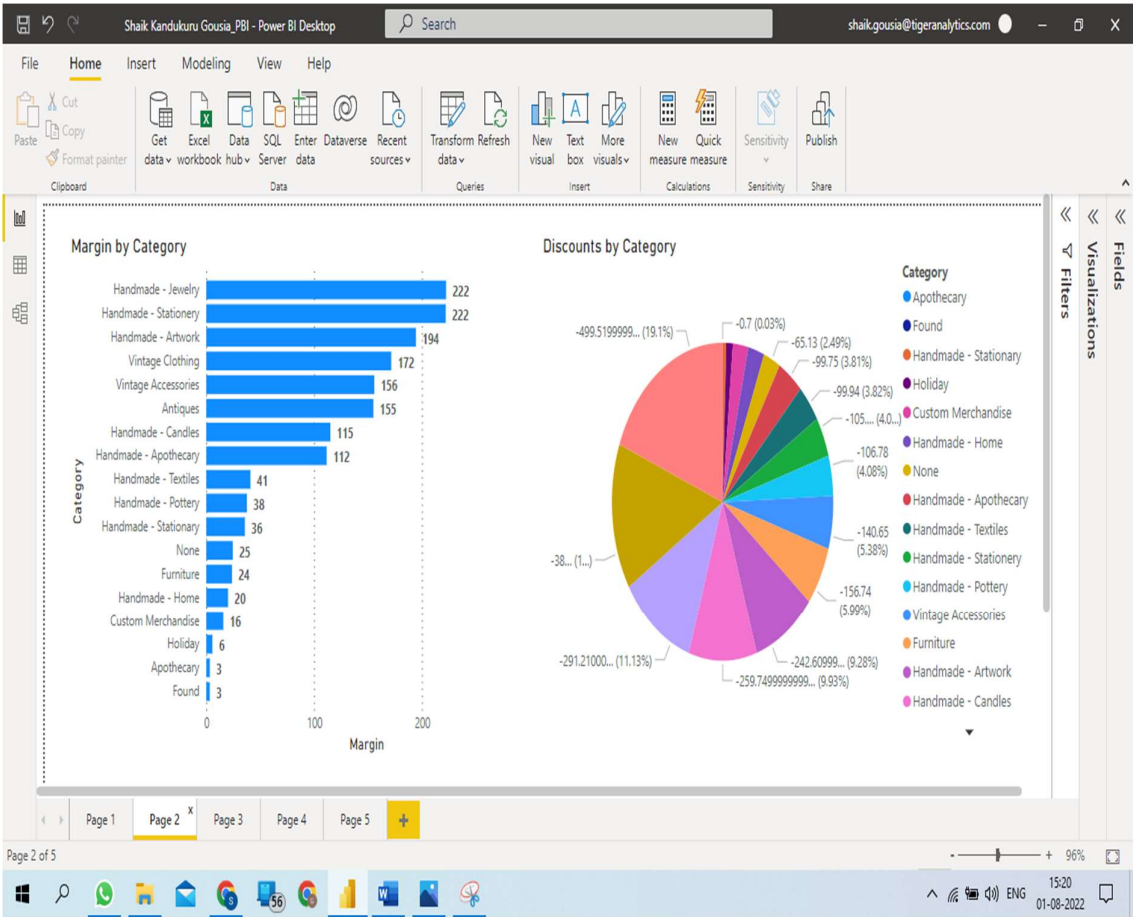 Shaik Kandukuru Gousia_PBI - Power BI Desktop
Search
shaik.gousia@tigeranalytics.com
File Home Insert Modeling View Help
Paste
Cut
Copy
Format painter
Clipboard
Get data
Excel workbook
Data hub
SQL Server
Enter data
Dataverse
Recent sources
Data
Transform data
Refresh
Queries
New visual
Text box
More visuals
Insert
New measure
Quick measure
Calculations
Sensitivity
Sensitivity
Publish
Share
Margin by Category
Category
Handmade - Jewelry 222
Handmade - Stationery 222
Handmade - Artwork 194
Vintage Clothing 172
Vintage Accessories 156
Antiques 155
Handmade - Candles 115
Handmade - Apothecary 112
Handmade - Textiles 41
Handmade - Pottery 38
Handmade - Stationary 36
None 25
Furniture 24
Handmade - Home 20
Custom Merchandise 16
Holiday 6
Apothecary 3
Found 3
0 100 200
Margin
Discounts by Category
-0.7 (0.03%)
-65.13 (2.49%)
-99.75 (3.81%)
-99.94 (3.82%)
-105.... (4.0...)
-106.78
(4.08%)
-140.65
(5.38%)
-156.74
(5.99%)
-242.60999... (9.28%)
-259.7499999999... (9.93%)
-291.21000... (11.13%)
-38... (1...)
-499.5199999... (19.1%)
Category
Apothecary
Found
Handmade - Stationary
Holiday
Custom Merchandise
Handmade - Home
None
Handmade - Apothecary
Handmade - Textiles
Handmade - Stationery
Handmade - Pottery
Vintage Accessories
Furniture
Handmade - Artwork
Handmade - Candles
Filters
Visualizations
Fields
Page 1 Page 2 x Page 3 Page 4 Page 5 +
Page 2 of 5
- + 96%
56
ENG
15:20
01-08-2022